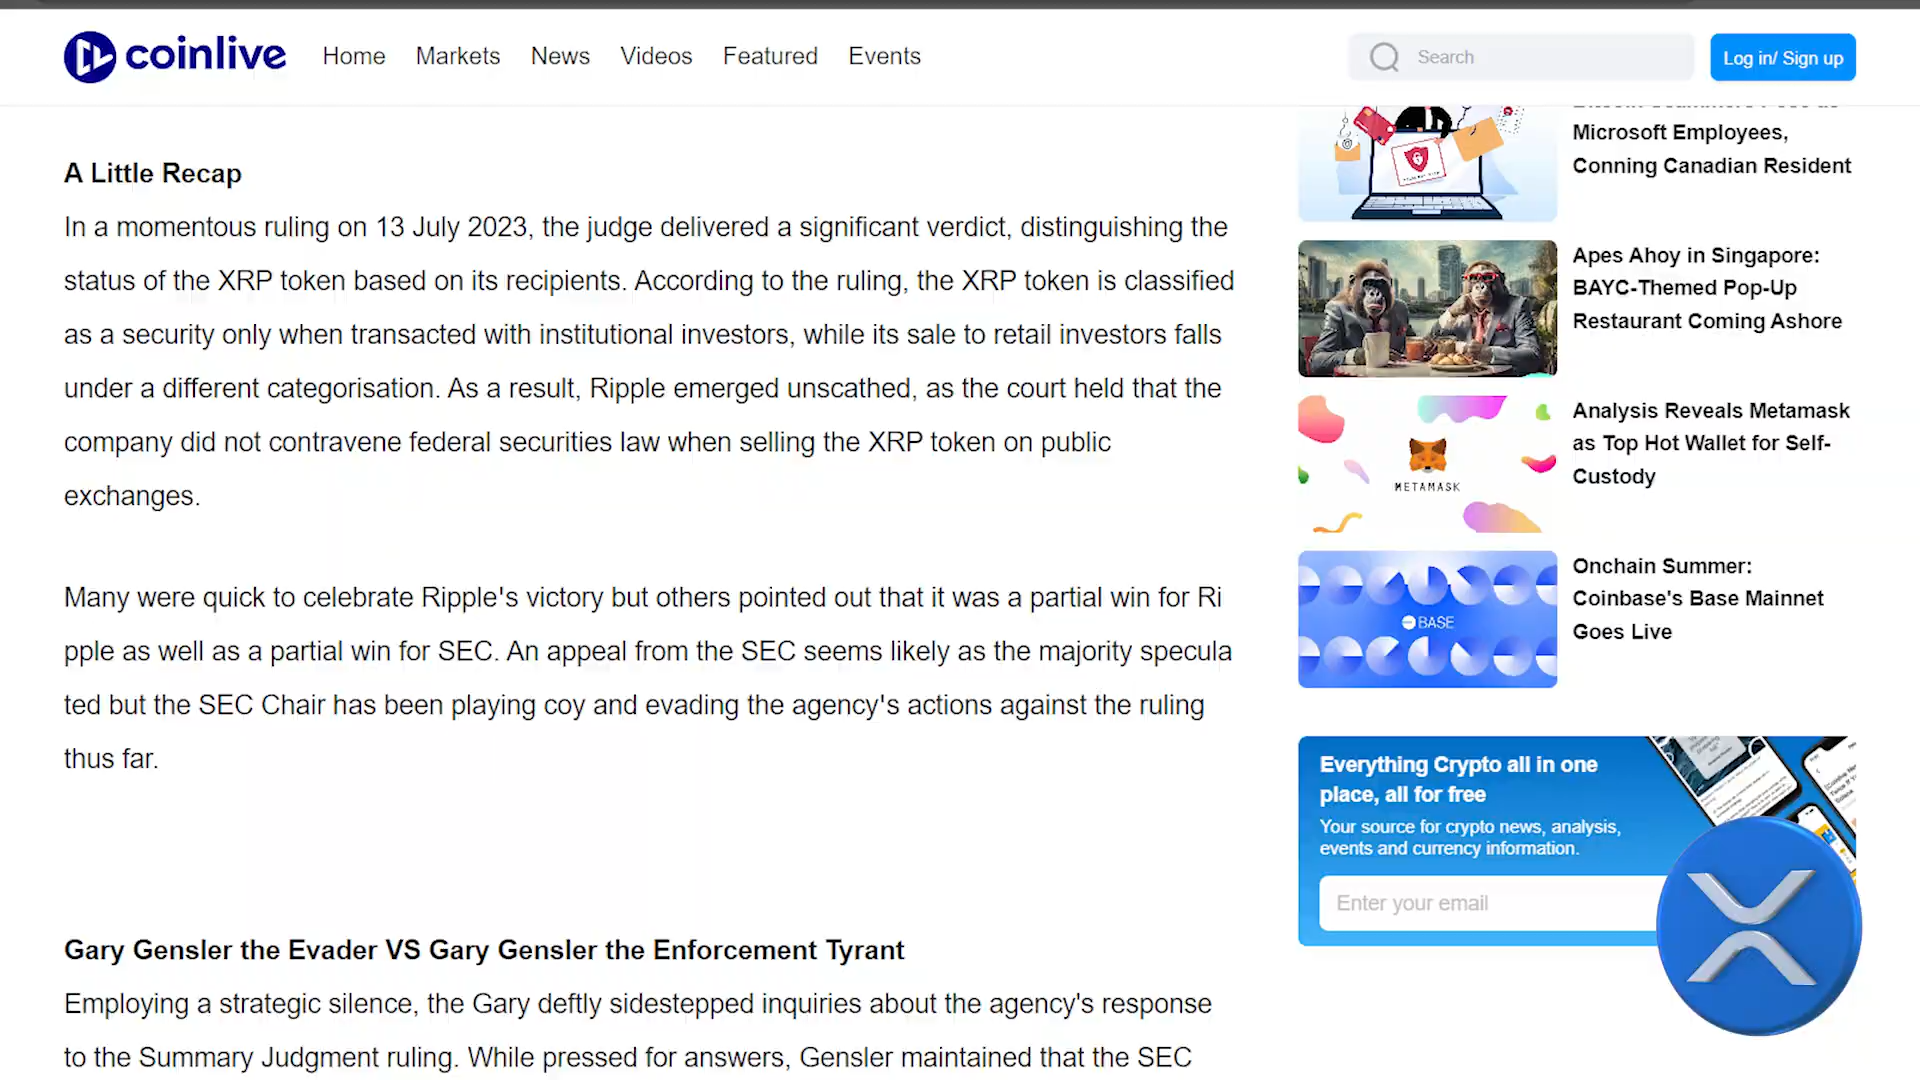 coinlive
Home Markets News Videos Featured Events
Search
Log in/ Sign up
A Little Recap
In a momentous ruling on 13 July 2023, the judge delivered a significant verdict, distinguishing the
status of the XRP token based on its recipients. According to the ruling, the XRP token is classified
as a security only when transacted with institutional investors, while its sale to retail investors falls
under a different categorisation. As a result, Ripple emerged unscathed, as the court held that the
company did not contravene federal securities law when selling the XRP token on public
exchanges.
Many were quick to celebrate Ripple's victory but others pointed out that it was a partial win for Ri
pple as well as a partial win for SEC. An appeal from the SEC seems likely as the majority specula
ted but the SEC Chair has been playing coy and evading the agency's actions against the ruling
thus far.
Gary Gensler the Evader VS Gary Gensler the Enforcement Tyrant
Employing a strategic silence, the Gary deftly sidestepped inquiries about the agency's response
to the Summary Judgment ruling. While pressed for answers, Gensler maintained that the SEC
Microsoft Employees,
Conning Canadian Resident
Apes Ahoy in Singapore:
BAYC-Themed Pop-Up
Restaurant Coming Ashore
METAMASK
Analysis Reveals Metamask
as Top Hot Wallet for Self-
Custody
BASE
Onchain Summer:
Coinbase's Base Mainnet
Goes Live
Everything Crypto all in one
place, all for free
Your source for crypto news, analysis,
events and currency information.
Enter your email